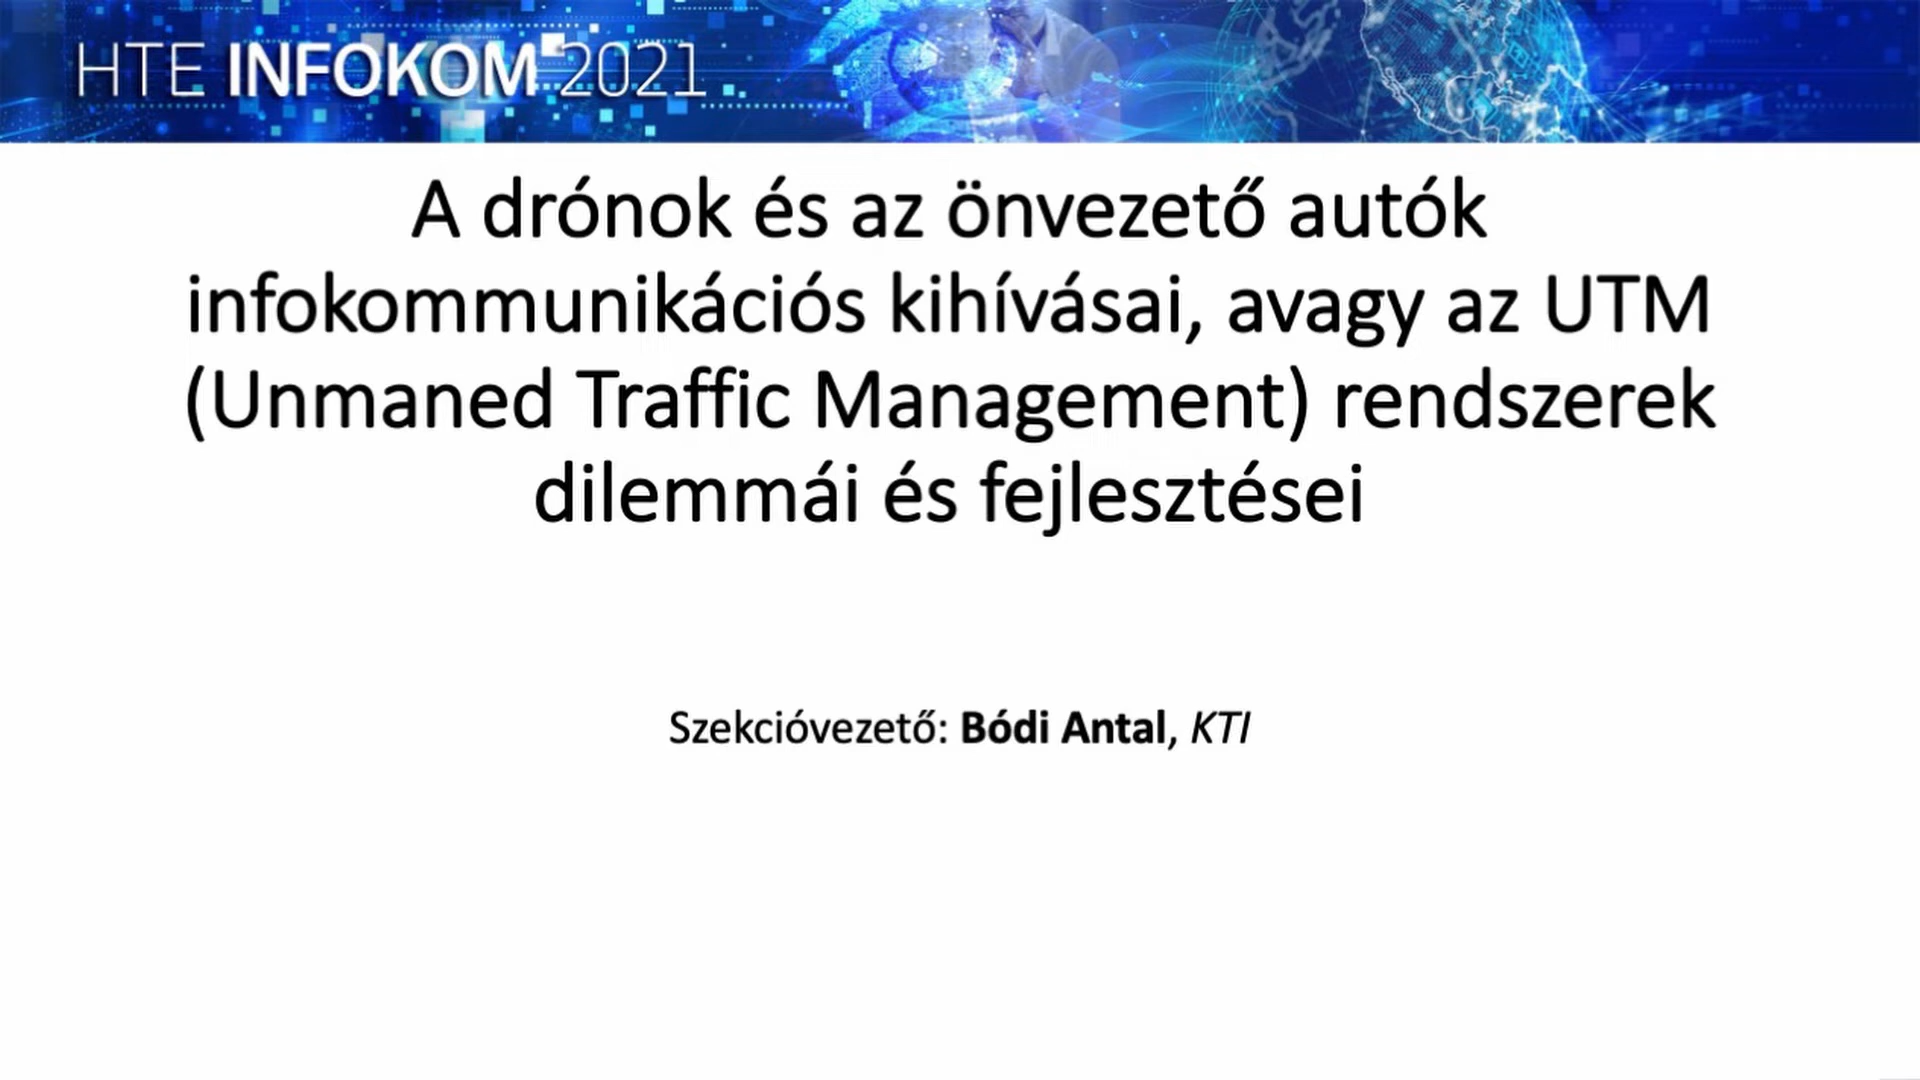 HTE INFOKOM 2021
A drónok és az önvezető autók
infokommunikációs kihívásai, avagy az UTM
(Unmaned Traffic Management) rendszerek
dilemmái és fejlesztései
Szekcióvezető: Bódi Antal, KTI